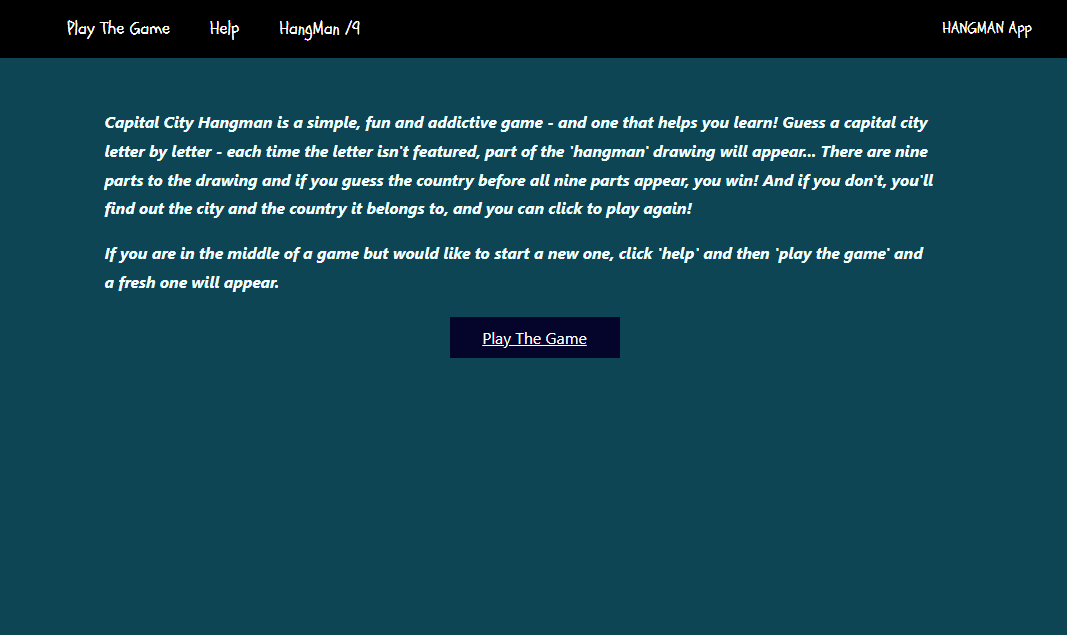 Play The Game Help HangMan /9 HANGMAN App
Capital City Hangman is a simple, fun and addictive game - and one that helps you learn! Guess a capital city
letter by letter - each time the letter isn't featured, part of the 'hangman' drawing will appear... There are nine
parts to the drawing and if you guess the country before all nine parts appear, you win! And if you don't, you'll
find out the city and the country it belongs to, and you can click to play again!
If you are in the middle of a game but would like to start a new one, click 'help' and then 'play the game' and
a fresh one will appear.
Play The Game